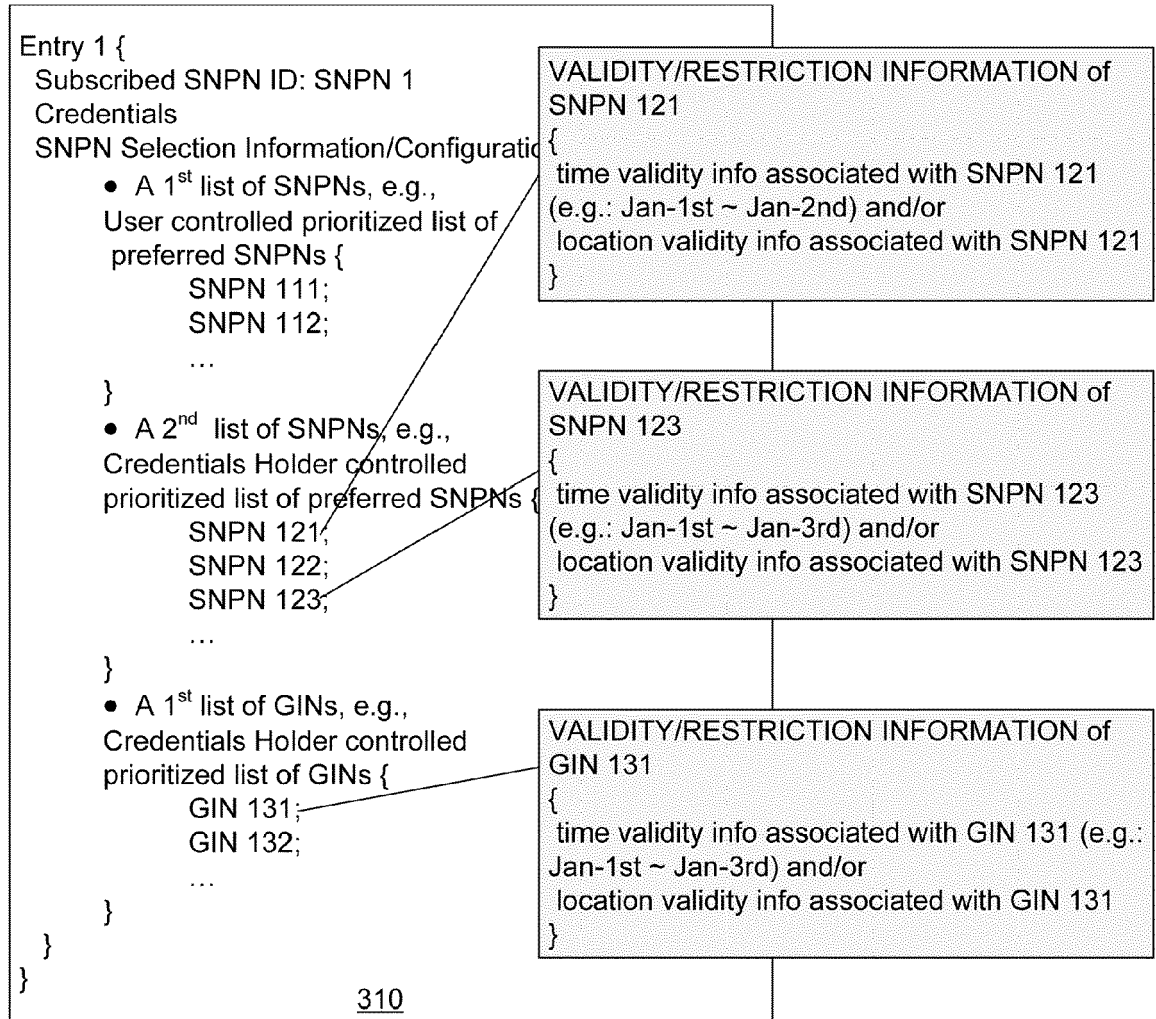 Entry 1 {
Subscribed SNPN ID: SNPN 1
Credentials
SNPN Selection Information/Configuratio
• A 1st list of SNPNs, e.g.,
User controlled prioritized list of
preferred SNPNs {
SNPN 111;
SNPN 112;
...
}
• A 2nd list of SNPNs, e.g.,
Credentials Holder controlled
prioritized list of preferred SNPNs {
SNPN 121;
SNPN 122;
SNPN 123;
...
}
• A 1st list of GINs, e.g.,
Credentials Holder controlled
prioritized list of GINs {
GIN 131;
GIN 132;
...
}
}
}
310
VALIDITY/RESTRICTION INFORMATION of
SNPN 121
{
time validity info associated with SNPN 121
(e.g.: Jan-1st ~ Jan-2nd) and/or
location validity info associated with SNPN 121
}
VALIDITY/RESTRICTION INFORMATION of
SNPN 123
{
time validity info associated with SNPN 123
(e.g.: Jan-1st ~ Jan-3rd) and/or
location validity info associated with SNPN 123
}
VALIDITY/RESTRICTION INFORMATION of
GIN 131
{
time validity info associated with GIN 131 (e.g.:
Jan-1st ~ Jan-3rd) and/or
location validity info associated with GIN 131
}